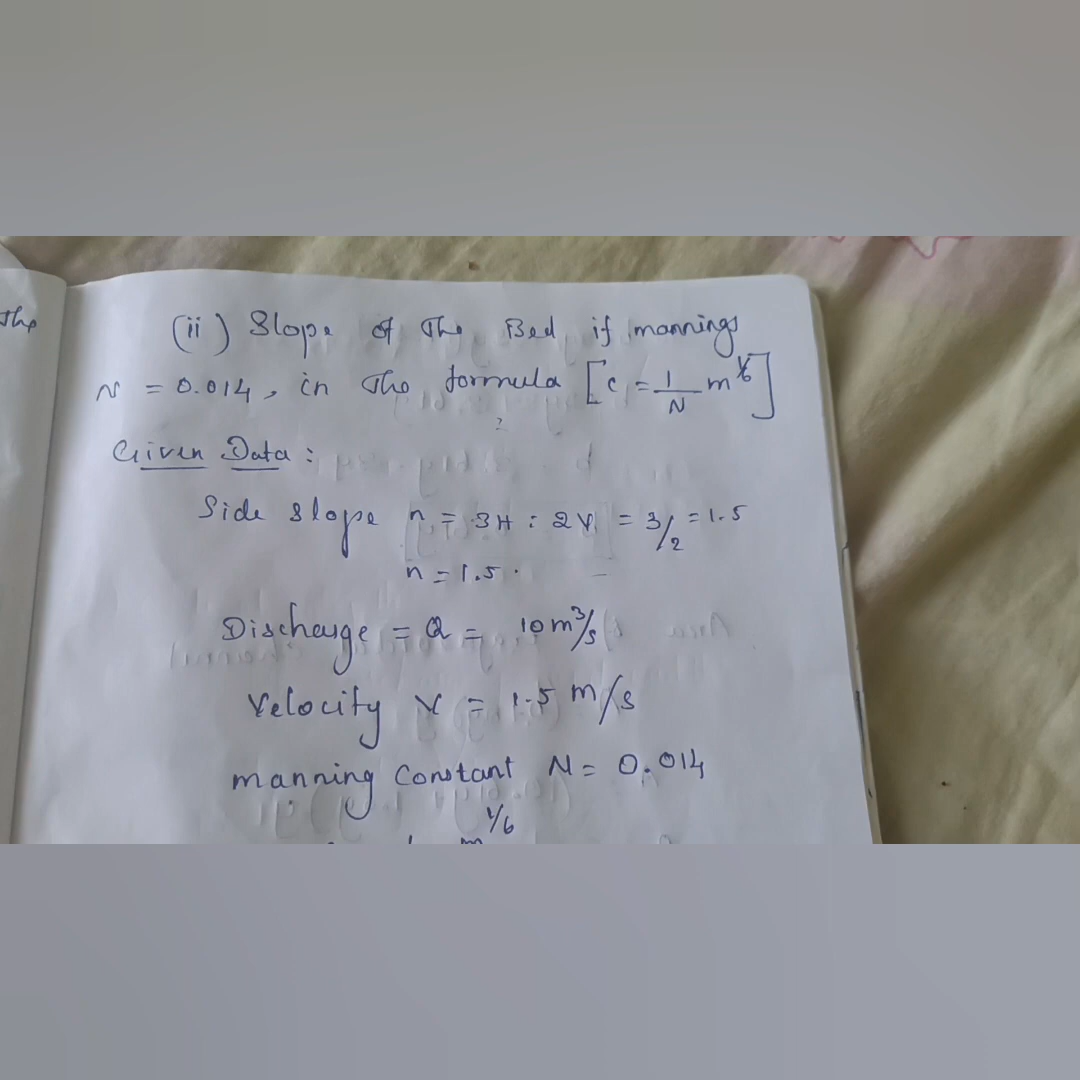 The
(ii) Slope of The Bed if mannings
N = 0.014, in The formula [c = 1/N m^1/6]
Given Data :
Side slope n = 3H : 2V = 3/2 = 1.5
n = 1.5.
Discharge = Q = 10 m³/s
Velocity V = 1.5 m/s
manning Constant N = 0.014
1/6